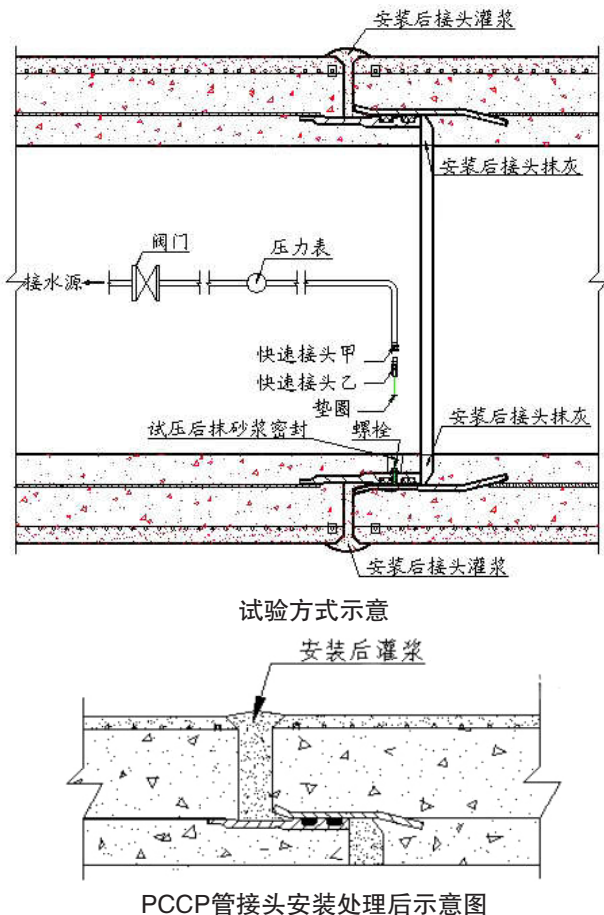 安装后接头灌浆
安装后接头抹灰
阀门
压力表
接水源
快速接头甲
快速接头乙
垫圈
安装后接头抹灰
试压后抹砂浆密封
螺栓
安装后接头灌浆
试验方式示意
安装后灌浆
PCCP管接头安装处理后示意图